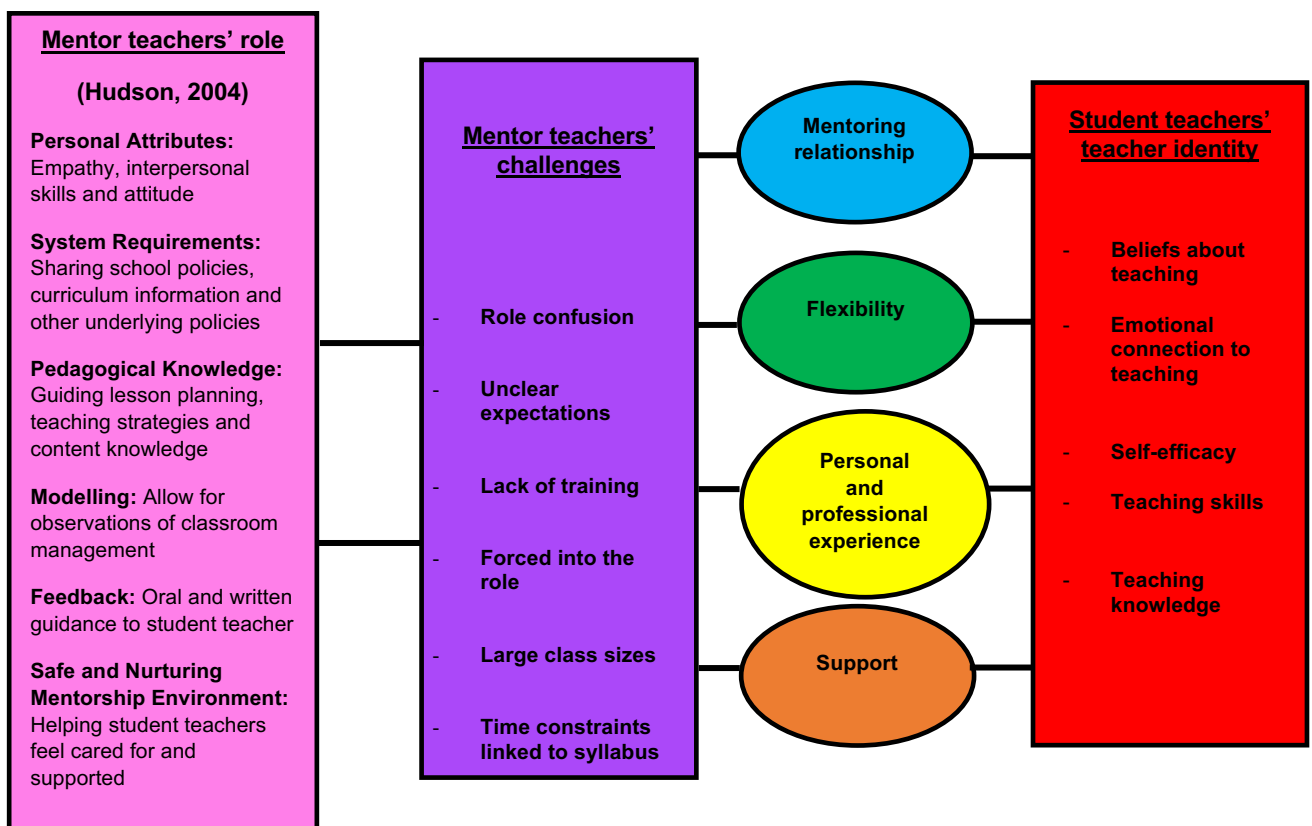 Mentor teachers’ role
(Hudson, 2004)
Personal Attributes:
Empathy, interpersonal
skills and attitude
System Requirements:
Sharing school policies,
curriculum information and
other underlying policies
Pedagogical Knowledge:
Guiding lesson planning,
teaching strategies and
content knowledge
Modelling: Allow for
observations of classroom
management
Feedback: Oral and written
guidance to student teacher
Safe and Nurturing
Mentorship Environment:
Helping student teachers
feel cared for and
supported
Mentor teachers’
challenges
- Role confusion
- Unclear
expectations
- Lack of training
- Forced into the
role
- Large class sizes
- Time constraints
linked to syllabus
Mentoring
relationship
Flexibility
Personal
and
professional
experience
Support
Student teachers’
teacher identity
- Beliefs about
teaching
- Emotional
connection to
teaching
- Self-efficacy
- Teaching skills
- Teaching
knowledge